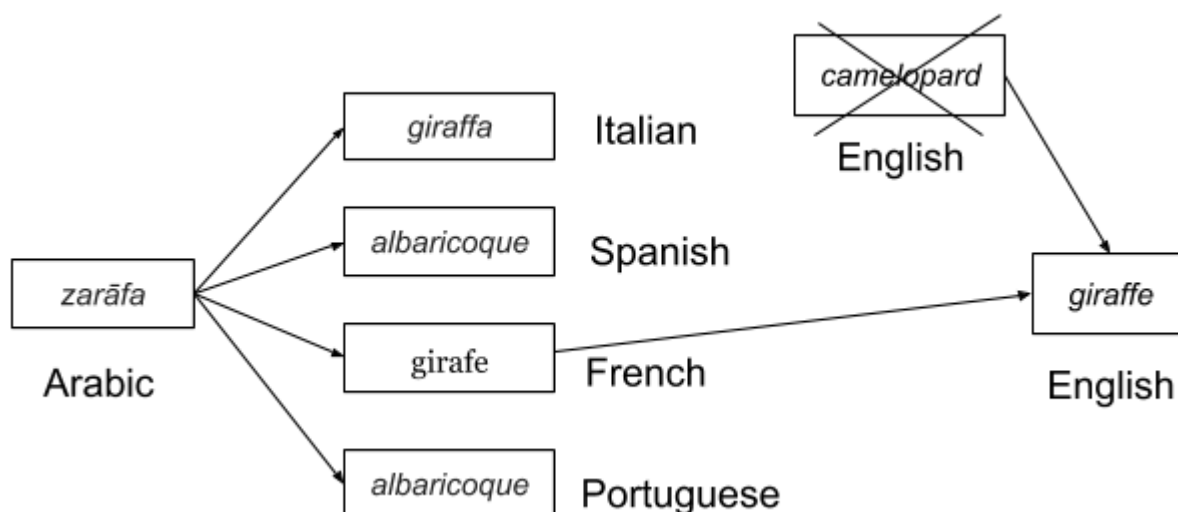 camelopard
English
giraffa
Italian
albaricoque
Spanish
zarāfa
Arabic
girafe
French
giraffe
English
albaricoque
Portuguese